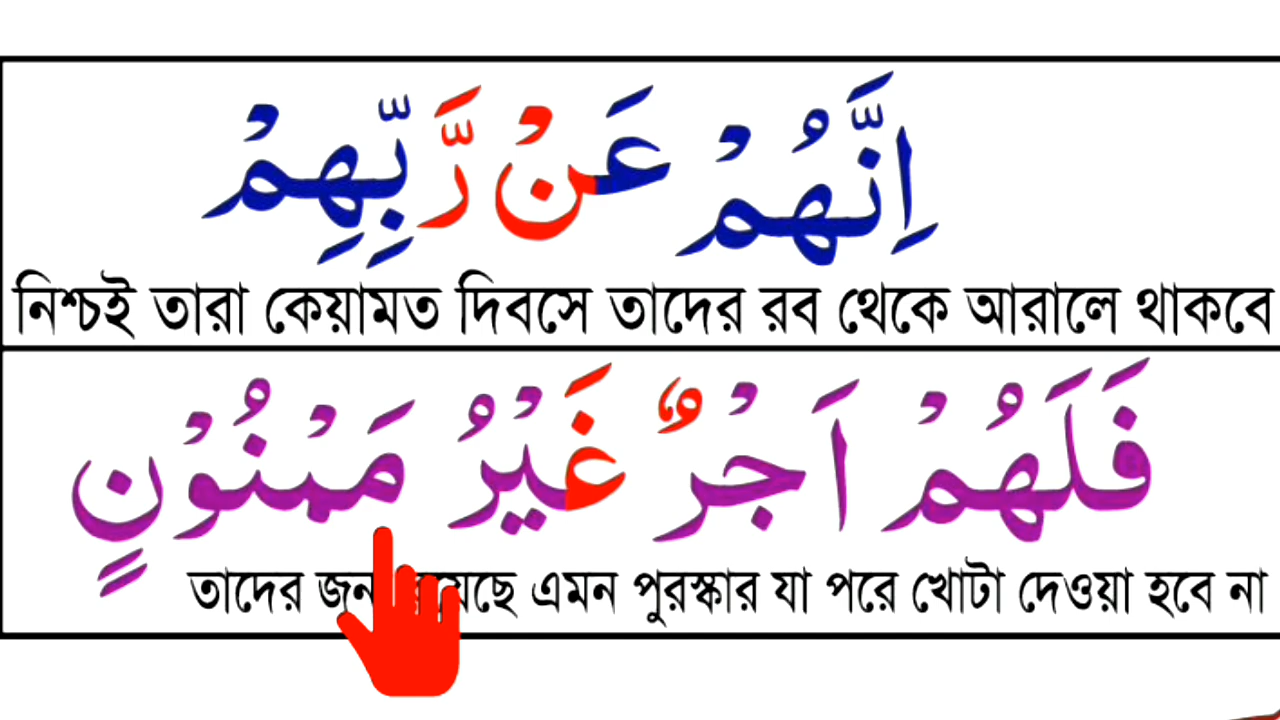 اِنَّهُمْ عَنْ رَّبِّهِمْ
নিশ্চই তারা কেয়ামত দিবসে তাদের রব থেকে আরালে থাকবে
فَلَهُمْ اَجْرٌ غَيْرُ مَمْنُوْنٍ
তাদের এমন পুরস্কার যা পরে খোটা দেওয়া হবে না